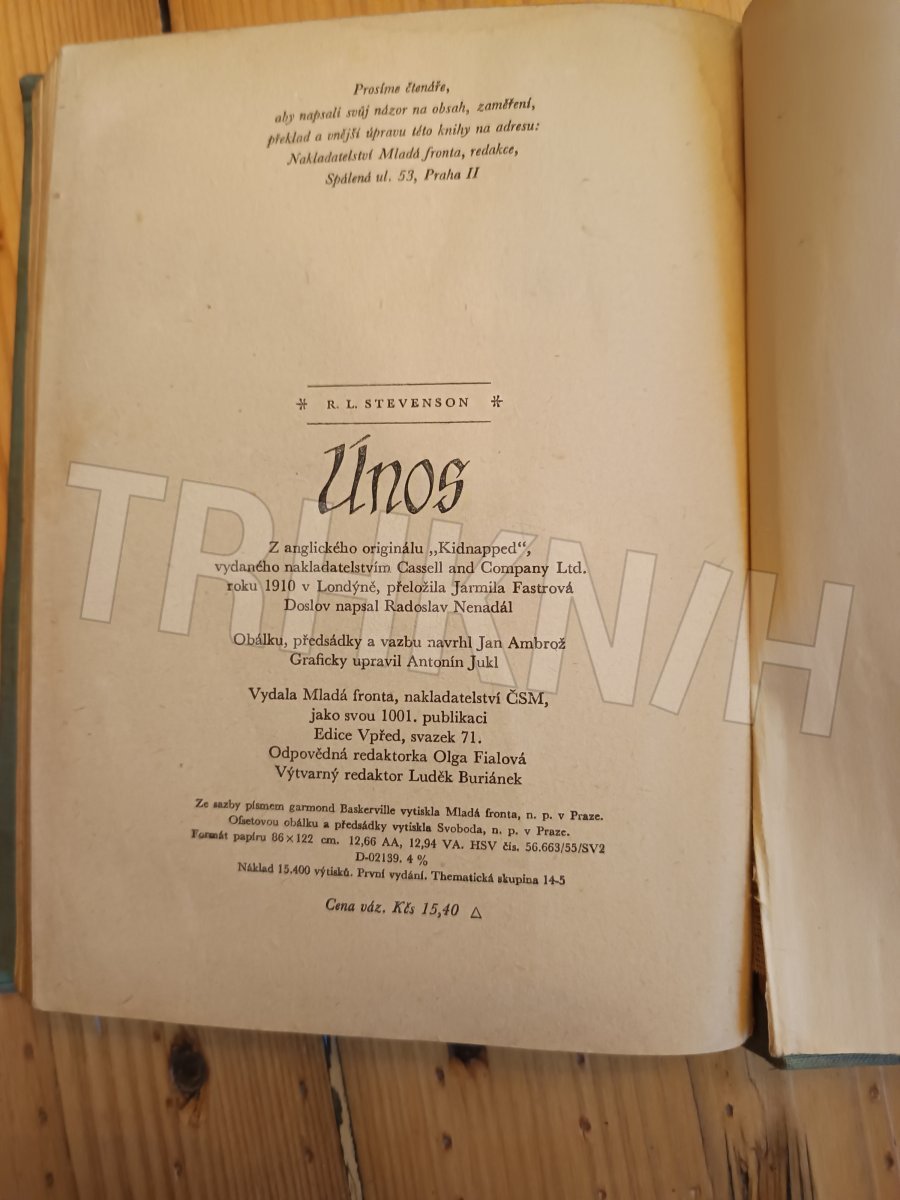 Prosíme čtenáře,
aby napsali svůj názor na obsah, zaměření,
překlad a vnější úpravu této knihy na adresu:
Nakladatelství Mladá fronta, redakce,
Spálená ul. 53, Praha II
R. L. STEVENSON
Únos
Z anglického originálu „Kidnapped“,
vydaného nakladatelstvím Cassell and Company Ltd.
roku 1910 v Londýně, přeložila Jarmila Fastrová
Doslov napsal Radoslav Nenadál
Obálku, předsádky a vazbu navrhl Jan Ambrož
Graficky upravil Antonín Jukl
Vydala Mladá fronta, nakladatelství ČSM,
jako svou 1001. publikaci
Edice Vpřed, svazek 71.
Odpovědná redaktorka Olga Fialová
Výtvarný redaktor Luděk Buriánek
Ze sazby písmem garmond Baskerville vytiskla Mladá fronta, n. p. v Praze.
Ofsetovou obálku a předsádky vytiskla Svoboda, n. p. v Praze.
Formát papíru 86×122 cm. 12,66 AA, 12,94 VA. HSV čís. 56.663/55/SV2
D-02139. 4 %
Náklad 15.400 výtisků. První vydání. Thematická skupina 14-5
Cena váz. Kčs 15,40 △
TRHKNIH